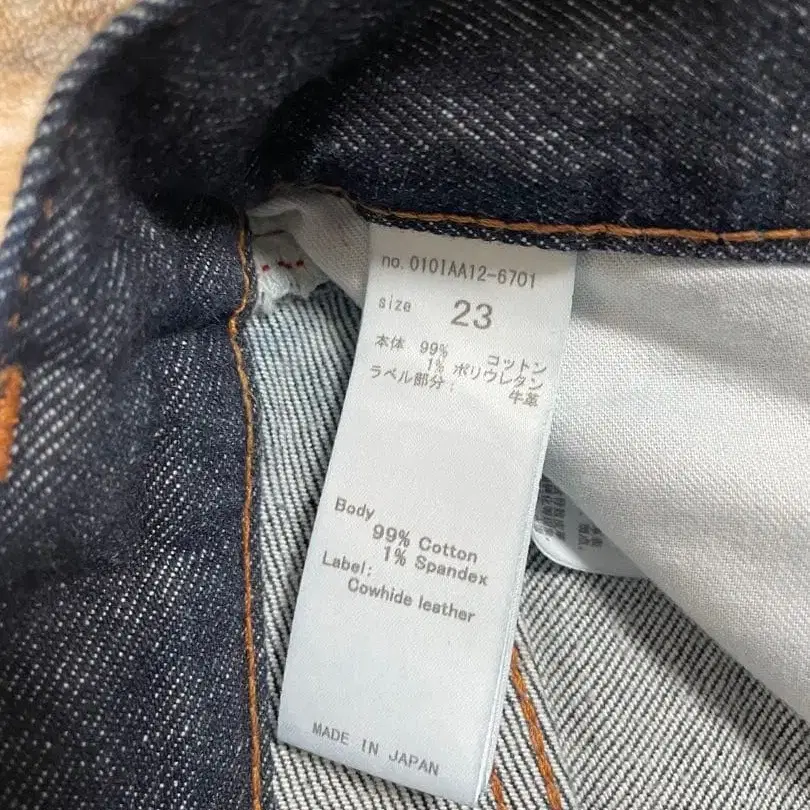 no. 0101AA12-6701
size 23
本体 99% コットン
1% ポリウレタン
ラベル部分: 牛革
Body
99% Cotton
1% Spandex
Label:
Cowhide leather
MADE IN JAPAN